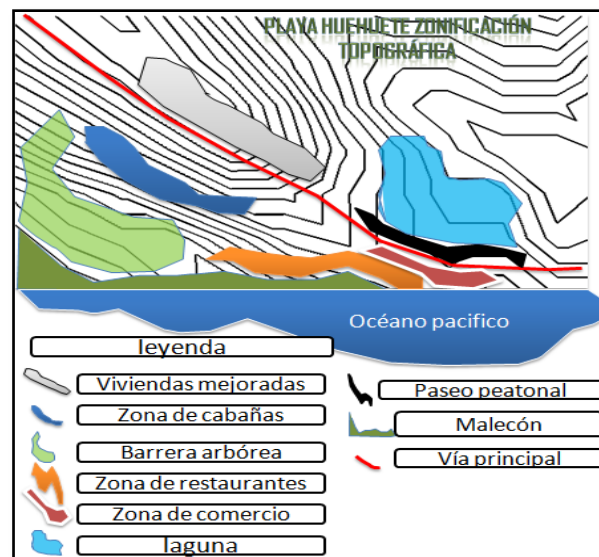 PLAYA HUEHUETE ZONIFICACIÓN
TOPOGRÁFICA
Océano pacifico
leyenda
Viviendas mejoradas
Zona de cabañas
Barrera arbórea
Zona de restaurantes
Zona de comercio
laguna
Paseo peatonal
Malecón
Vía principal